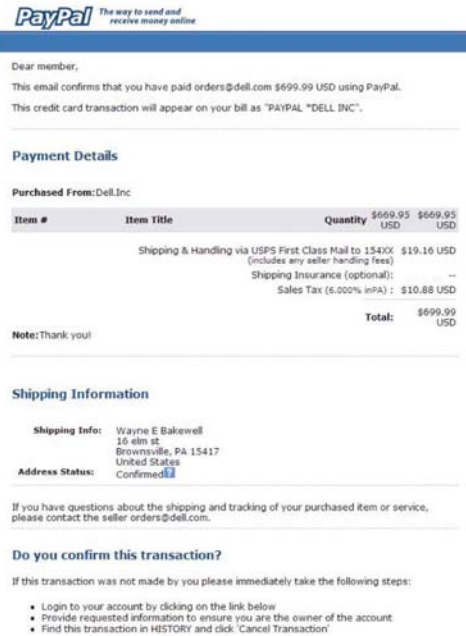 PayPal The way to send and
receive money online
Dear member,
This email confirms that you have paid orders@dell.com $699.99 USD using PayPal.
This credit card transaction will appear on your bill as "PAYPAL *DELL INC".
Payment Details
Purchased From:Dell.Inc
Item # Item Title Quantity $669.95 USD $669.95 USD
Shipping & Handling via USPS First Class Mail to 154XX $19.16 USD
(includes any seller handling fees)
Shipping Insurance (optional): --
Sales Tax (6.000% inPA) : $10.88 USD
Total: $699.99 USD
Note:Thank you!
Shipping Information
Shipping Info: Wayne E Bakewell
16 elm st
Brownsville, PA 15417
United States
Address Status: Confirmed ?
If you have questions about the shipping and tracking of your purchased item or service,
please contact the seller orders@dell.com.
Do you confirm this transaction?
If this transaction was not made by you please immediately take the following steps:
• Login to your account by clicking on the link below
• Provide requested information to ensure you are the owner of the account
• Find this transaction in HISTORY and click 'Cancel Transaction'